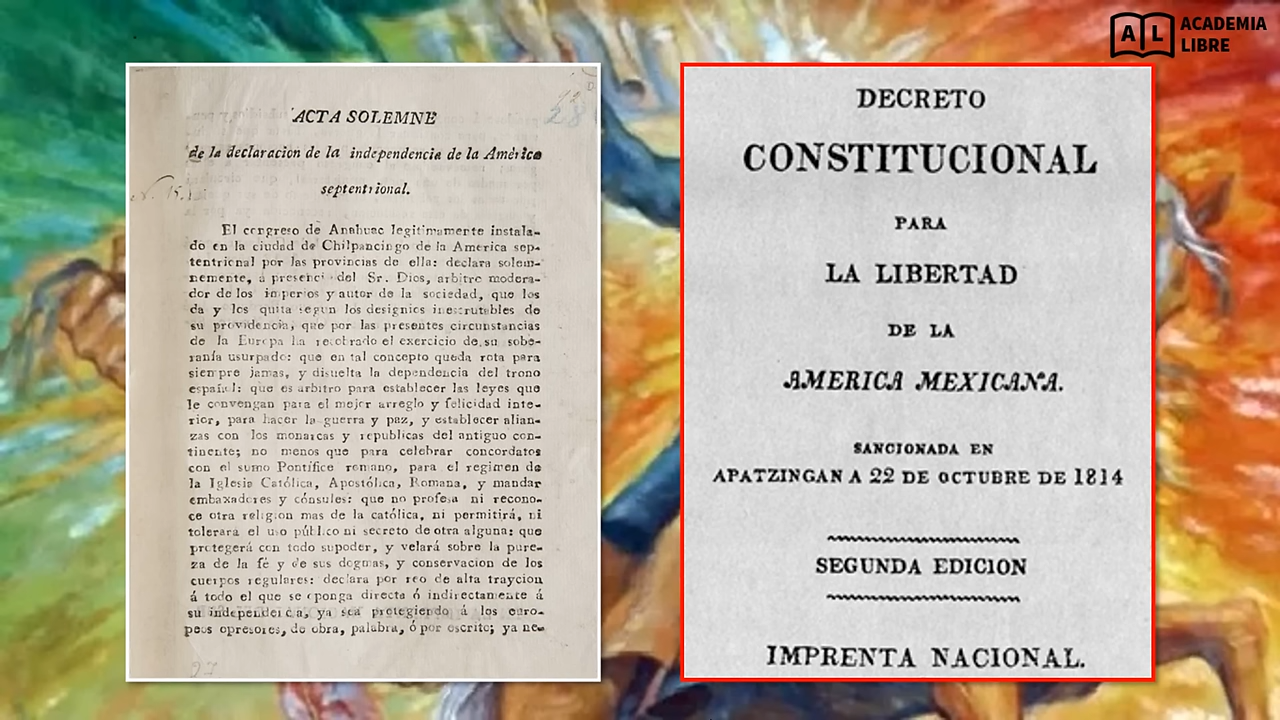 ACADEMIA
LIBRE
ACTA SOLEMNE
de la declaracion de la independencia de la América
septentrional.
El congreso de Anahuac legitimamente instala-
do en la ciudad de Chilpancingo de la America sep-
tentrional por las provincias de ella: declara solem-
nemente, á presencia del Sr. Dios, arbitro modera-
dor de los imperios y autor de la sociedad, que los
da y los quita segun los designios inescrutables de
su providencia, que por las presentes circunstancias
de la Europa ha recobrado el exercicio de su sobe-
ranía usurpado: que en tal concepto queda rota para
siempre jamas, y disuelta la dependencia del trono
español: que es arbitro para establecer las leyes que
le convengan para el mejor arreglo y felicidad inte-
rior, para hacer la guerra y paz, y establecer alian-
zas con los monarcas y republicas del antiguo con-
tinente; no menos que para celebrar concordatos
con el sumo Pontífice romano, para el regimen de
la Iglesia Católica, Apostólica, Romana, y mandar
embaxadores y cónsules: que no profesa ni recono-
ce otra religion mas de la católica, ni permitirá, ni
tolerara el uso público ni secreto de otra alguna: que
protegerá con todo su poder, y velará sobre la pure-
za de la fé y de sus dogmas, y conservacion de los
cuerpos regulares: declara por reo de alta traycion
á todo el que se oponga directa ó indirectamente á
su independencia, ya sea protegiendo á los euro-
peos opresores, de obra, palabra, ó por escrito; ya ne-
DECRETO
CONSTITUCIONAL
PARA
LA LIBERTAD
DE LA
AMERICA MEXICANA.
SANCIONADA EN
APATZINGAN A 22 DE OCTUBRE DE 1814
SEGUNDA EDICION
IMPRENTA NACIONAL.